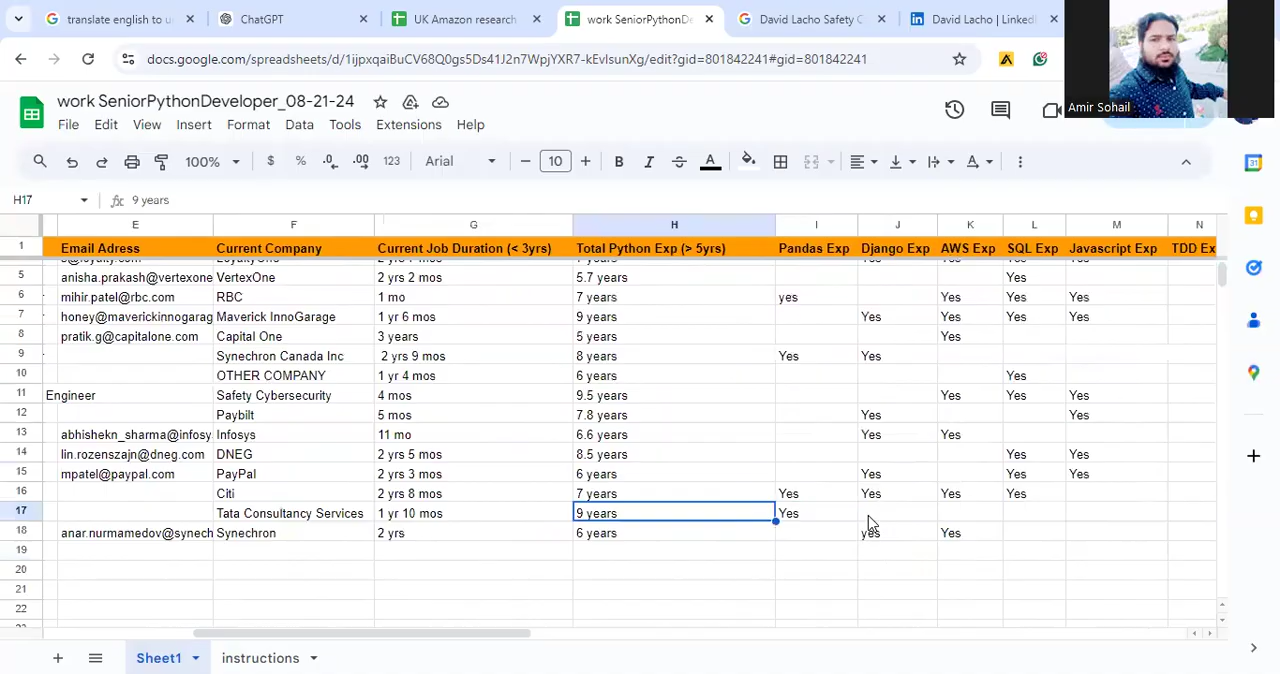 translate english to u
ChatGPT
UK Amazon research
work SeniorPythonDe
David Lacho Safety C
David Lacho | LinkedI
docs.google.com/spreadsheets/d/1ijpxqaiBuCV68Q0gs5Ds41J2n7WpjYXR7-kEvIsunXg/edit?gid=801842241#gid=801842241
Amir Sohail
work SeniorPythonDeveloper_08-21-24
File Edit View Insert Format Data Tools Extensions Help
100% $ % .0 .00 123 Arial 10 B I A
H17 fx 9 years
E F G H I J K L M N
1 Email Adress Current Company Current Job Duration (< 3yrs) Total Python Exp (> 5yrs) Pandas Exp Django Exp AWS Exp SQL Exp Javascript Exp TDD Ex
5 anisha.prakash@vertexone VertexOne 2 yrs 2 mos 5.7 years Yes
6 mihir.patel@rbc.com RBC 1 mo 7 years yes Yes Yes Yes
7 honey@maverickinnogarag Maverick InnoGarage 1 yr 6 mos 9 years Yes Yes Yes Yes
8 pratik.g@capitalone.com Capital One 3 years 5 years Yes
9 Synechron Canada Inc 2 yrs 9 mos 8 years Yes Yes
10 OTHER COMPANY 1 yr 4 mos 6 years Yes
11 Engineer Safety Cybersecurity 4 mos 9.5 years Yes Yes Yes
12 Paybilt 5 mos 7.8 years Yes Yes
13 abhishekn_sharma@infosy Infosys 11 mo 6.6 years Yes Yes
14 lin.rozenszajn@dneg.com DNEG 2 yrs 5 mos 8.5 years Yes Yes
15 mpatel@paypal.com PayPal 2 yrs 3 mos 6 years Yes Yes Yes
16 Citi 2 yrs 8 mos 7 years Yes Yes Yes Yes
17 Tata Consultancy Services 1 yr 10 mos 9 years Yes
18 anar.nurmamedov@synech Synechron 2 yrs 6 years yes Yes
19
20
21
22
Sheet1 instructions